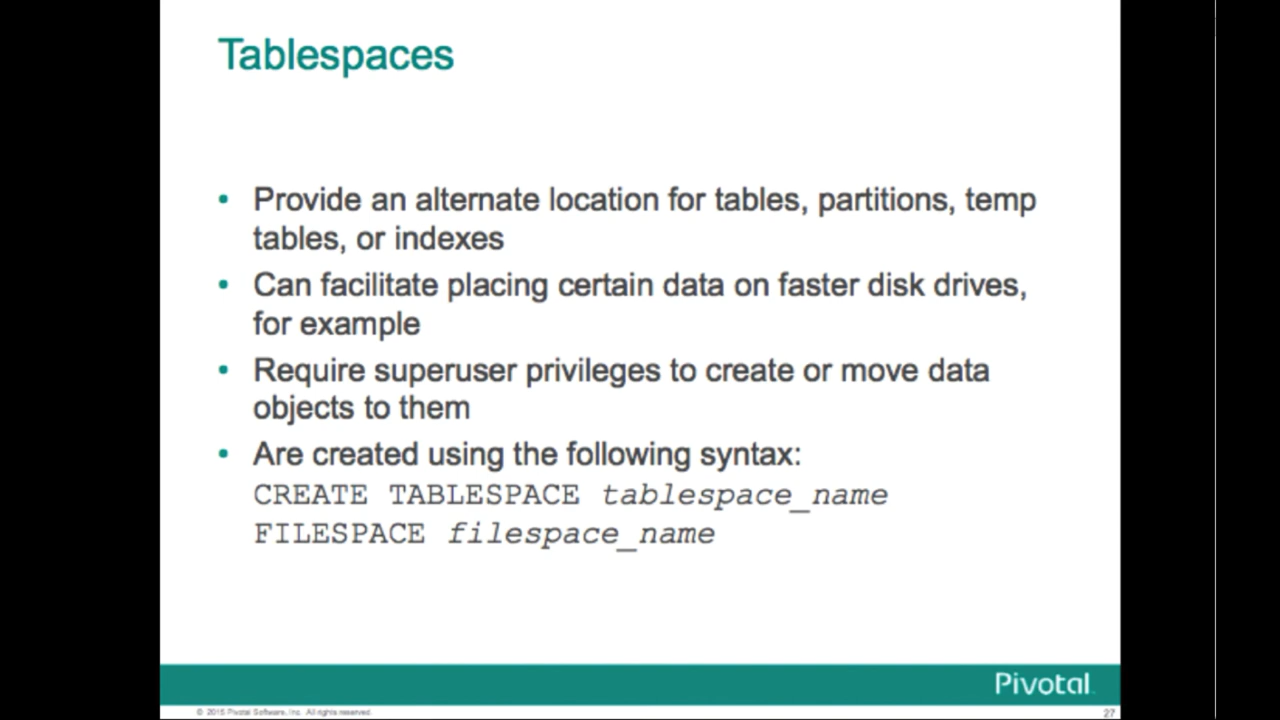 Tablespaces
• Provide an alternate location for tables, partitions, temp
tables, or indexes
• Can facilitate placing certain data on faster disk drives,
for example
• Require superuser privileges to create or move data
objects to them
• Are created using the following syntax:
CREATE TABLESPACE tablespace_name
FILESPACE filespace_name
Pivotal
© 2015 Pivotal Software, Inc. All rights reserved.
27